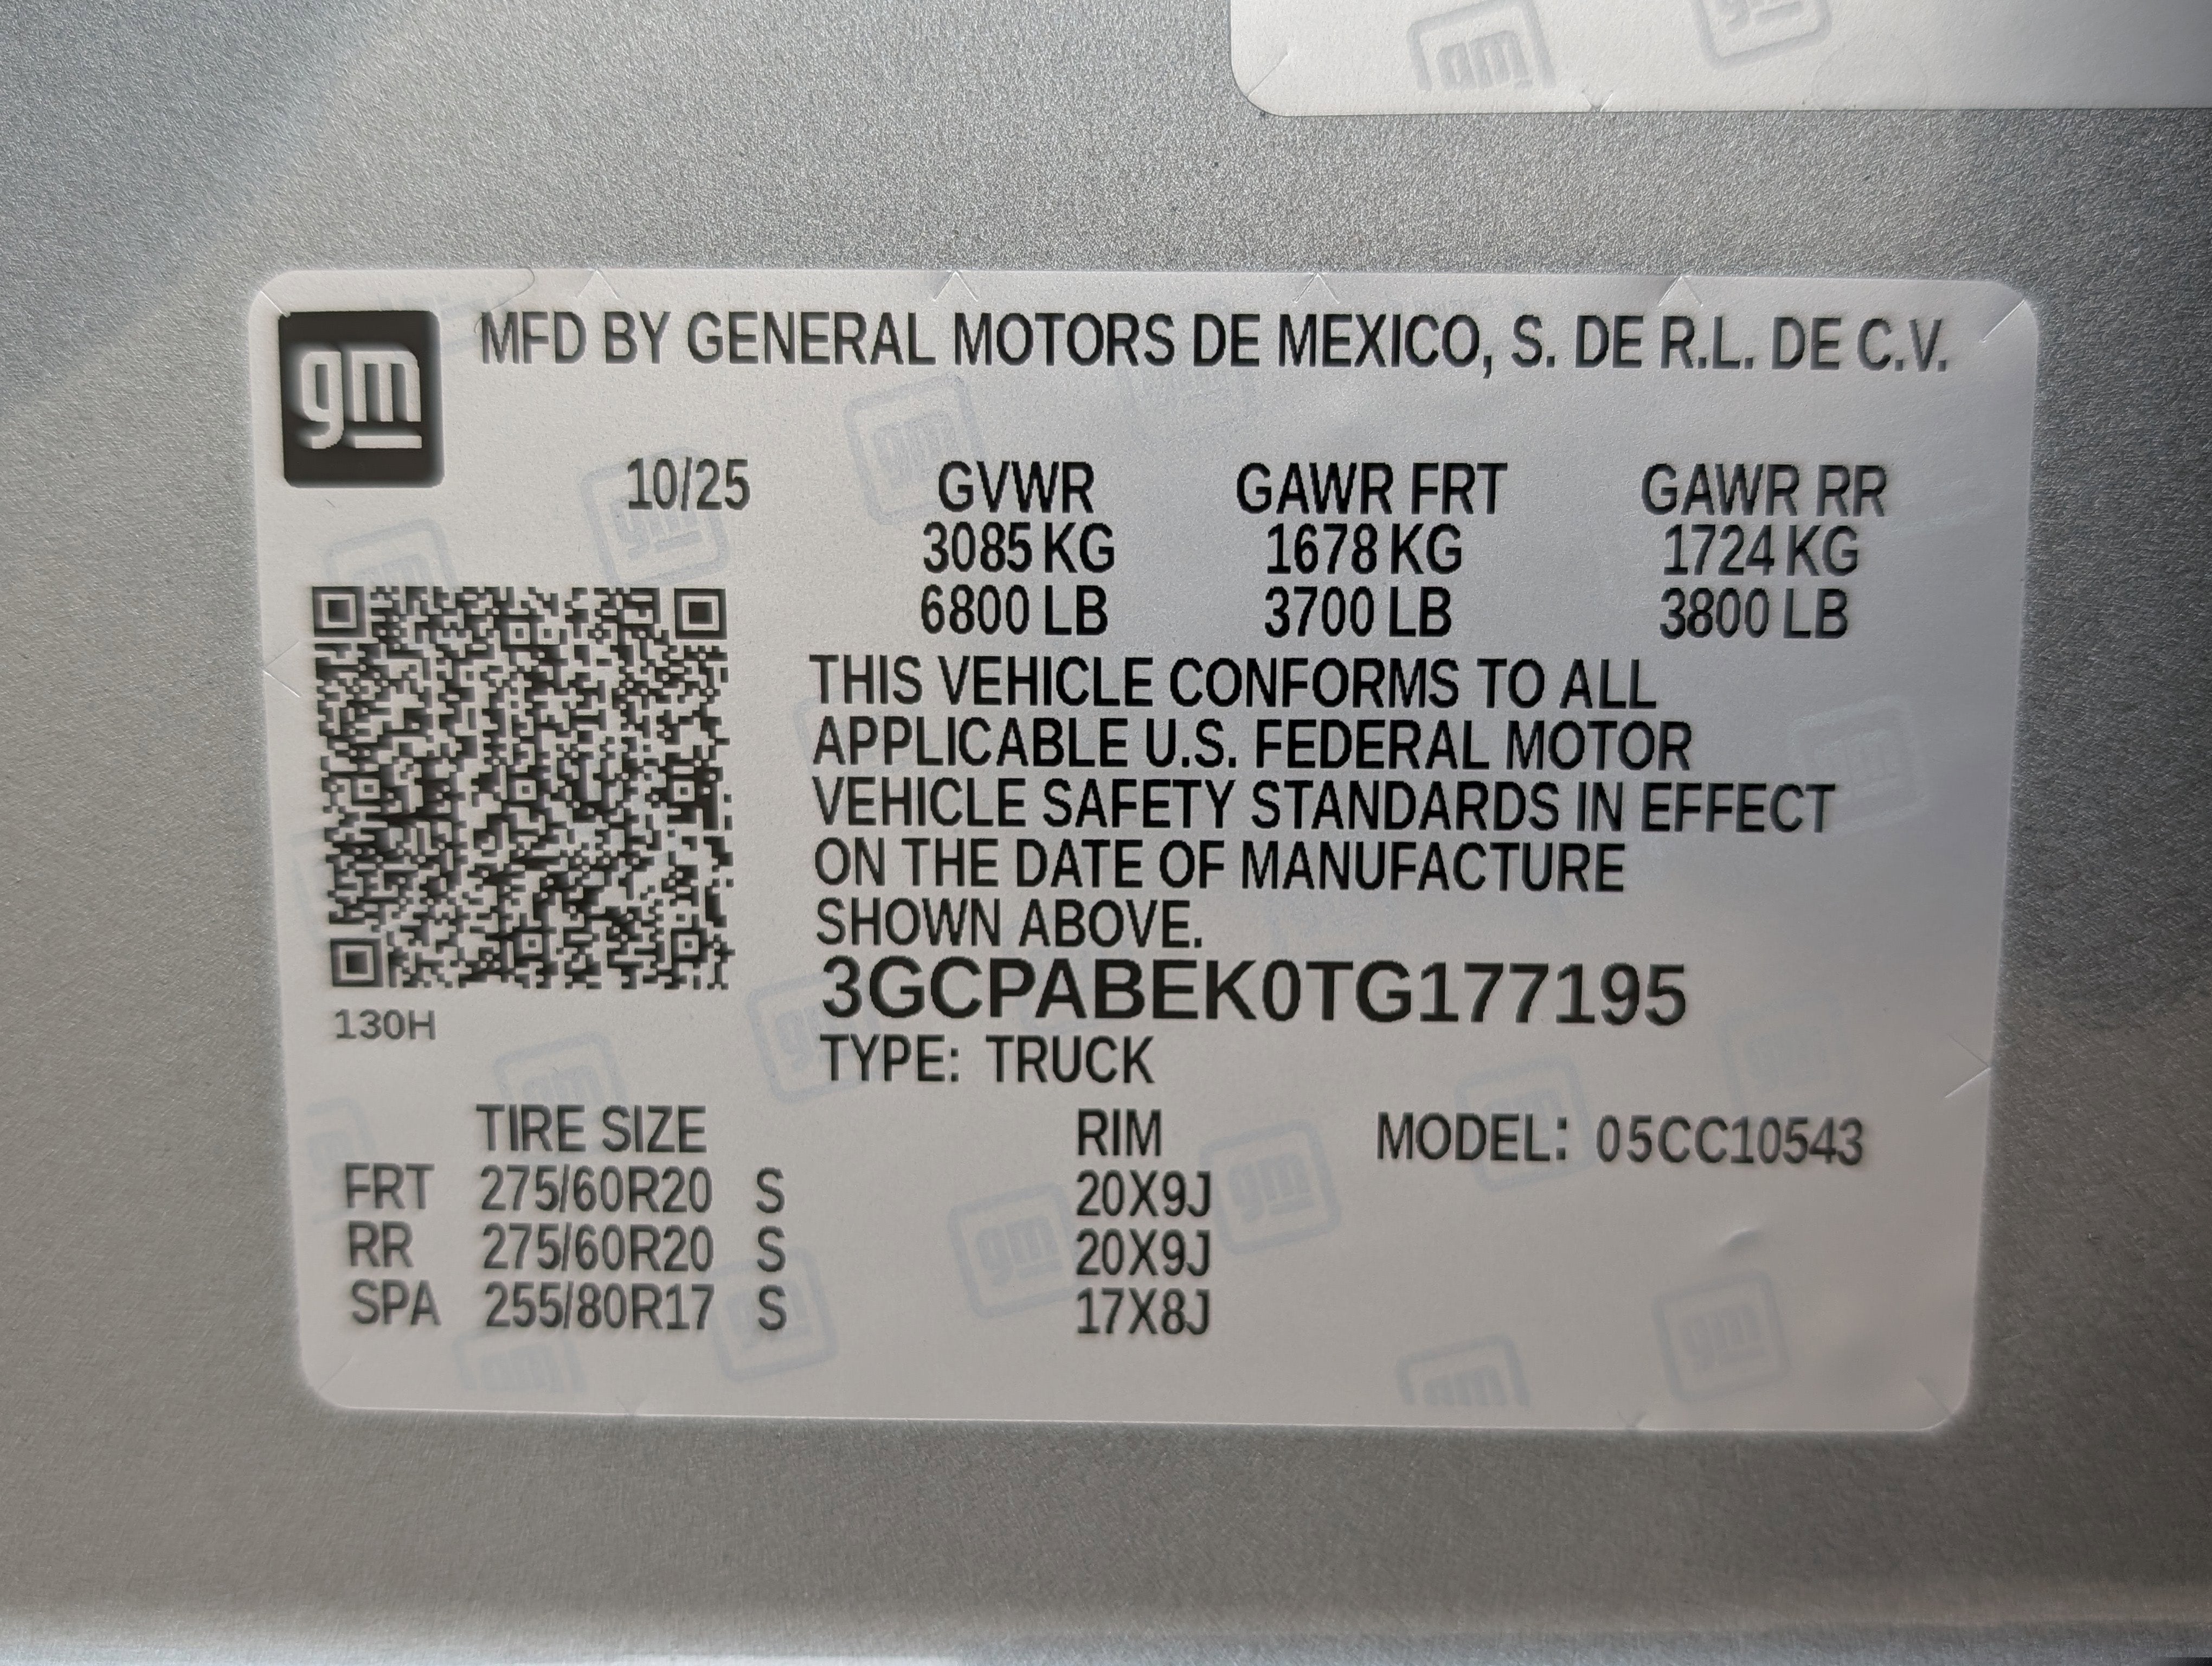 gm MFD BY GENERAL MOTORS DE MEXICO, S. DE R.L. DE C.V.
10/25 GVWR GAWR FRT GAWR RR
3085 KG 1678 KG 1724 KG
6800 LB 3700 LB 3800 LB
THIS VEHICLE CONFORMS TO ALL
APPLICABLE U.S. FEDERAL MOTOR
VEHICLE SAFETY STANDARDS IN EFFECT
ON THE DATE OF MANUFACTURE
SHOWN ABOVE.
3GCPABEK0TG177195
130H
TYPE: TRUCK
TIRE SIZE RIM MODEL: 05CC10543
FRT 275/60R20 S 20X9J
RR 275/60R20 S 20X9J
SPA 255/80R17 S 17X8J